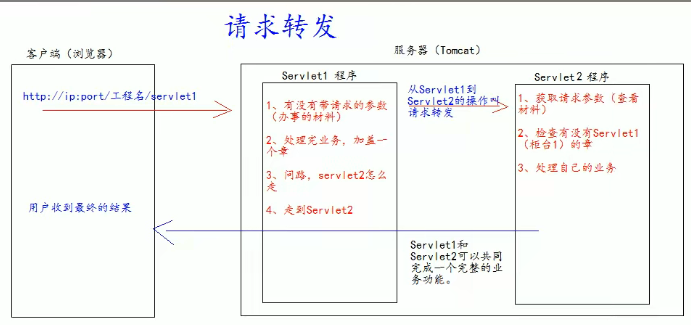 请求转发
客户端（浏览器）
服务器（Tomcat）
http://ip:port/工程名/servlet1
用户收到最终的结果
Servlet1 程序
1、有没有带请求的参数
（办事的材料）
2、处理完业务，加盖一
个章
3、问路，servlet2怎么
走
4、走到Servlet2
从Servlet1到
Servlet2的操作叫
请求转发
Servlet2 程序
1、获取请求参数（查看
材料）
2、检查有没有Servlet1
（柜台1）的章
3、处理自己的业务
Servlet1和
Servlet2可以共同
完成一个完整的业
务功能。